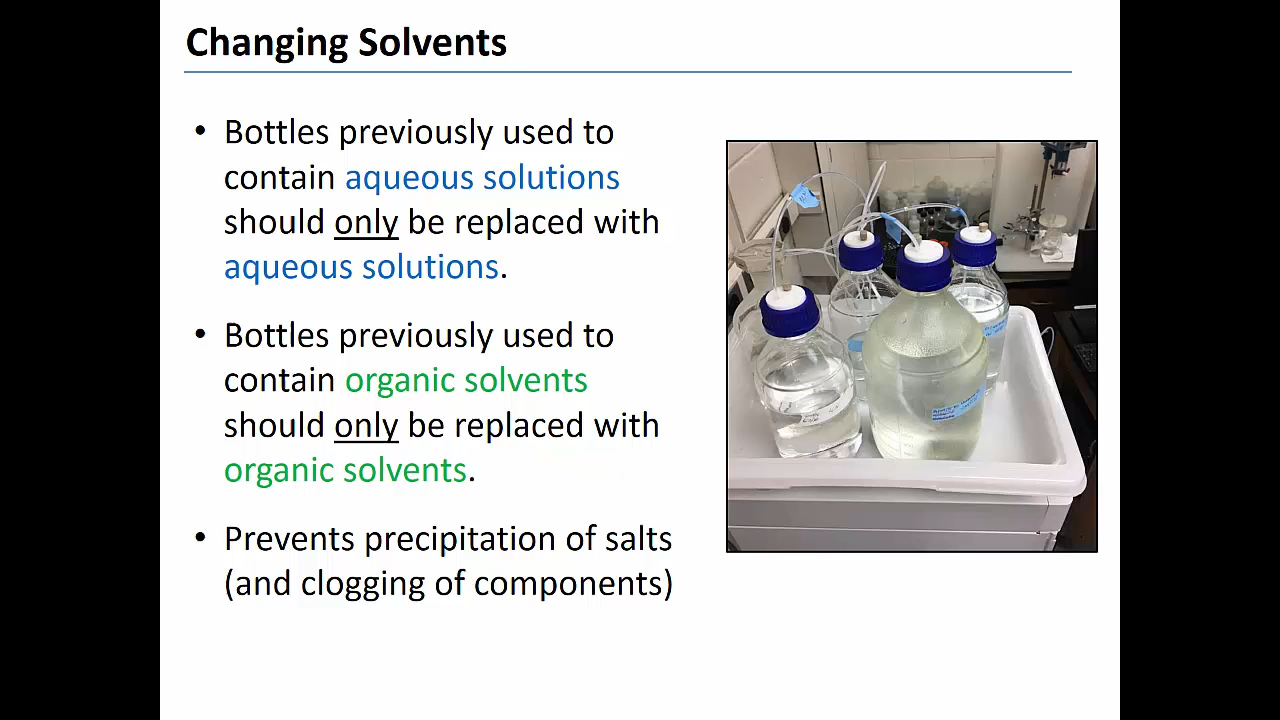 Changing Solvents
• Bottles previously used to
contain aqueous solutions
should only be replaced with
aqueous solutions.
• Bottles previously used to
contain organic solvents
should only be replaced with
organic solvents.
• Prevents precipitation of salts
(and clogging of components)